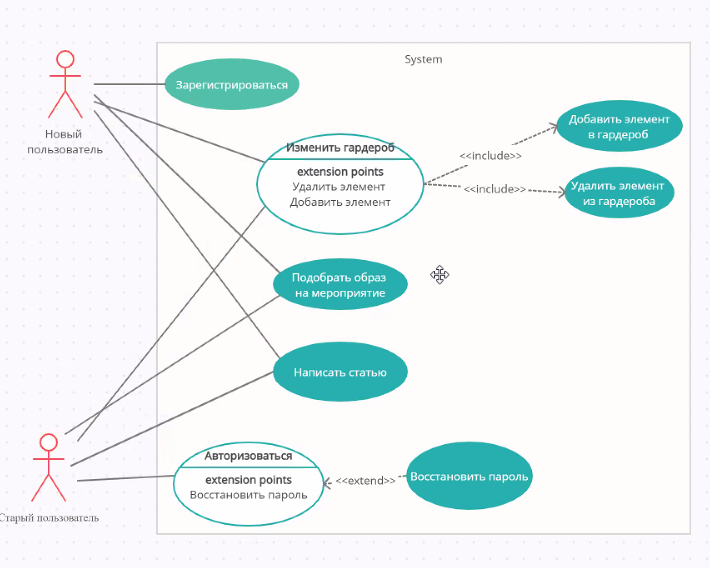 System
Зарегистрироваться
Новый
пользователь
Изменить гардероб
extension points
Удалить элемент
Добавить элемент
<<include>>
Добавить элемент
в гардероб
<<include>>
Удалить элемент
из гардероба
Подобрать образ
на мероприятие
Написать статью
Авторизоваться
extension points
Восстановить пароль
<<extend>>
Восстановить пароль
Старый пользователь